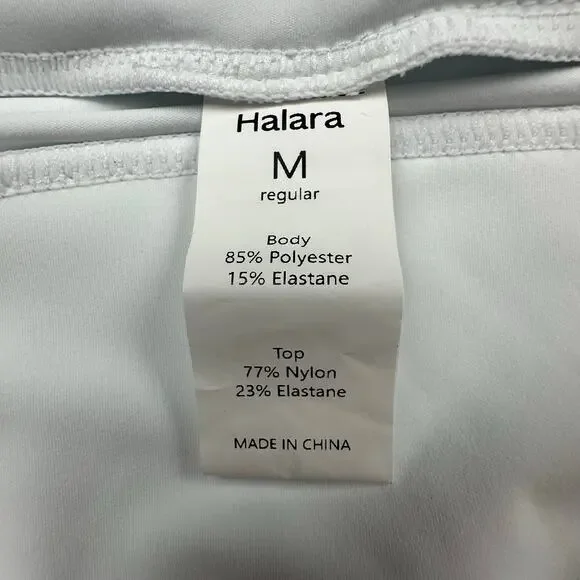 Halara
M
regular
Body
85% Polyester
15% Elastane
Top
77% Nylon
23% Elastane
MADE IN CHINA